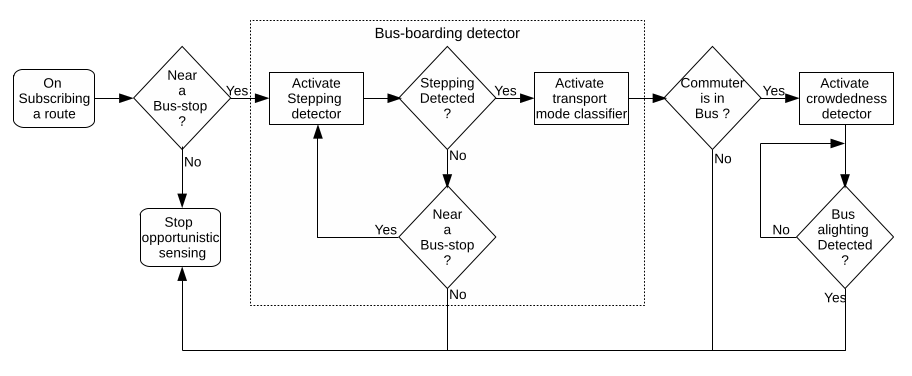 Bus-boarding detector
On
Subscribing
a route
Near
a
Bus-stop
?
Yes
No
Stop
opportunistic
sensing
Activate
Stepping
detector
Stepping
Detected
?
Yes
No
Near
a
Bus-stop
?
Yes
No
Activate
transport
mode classifier
Commuter
is in
Bus ?
Yes
No
Activate
crowdedness
detector
Bus
alighting
Detected
?
No
Yes